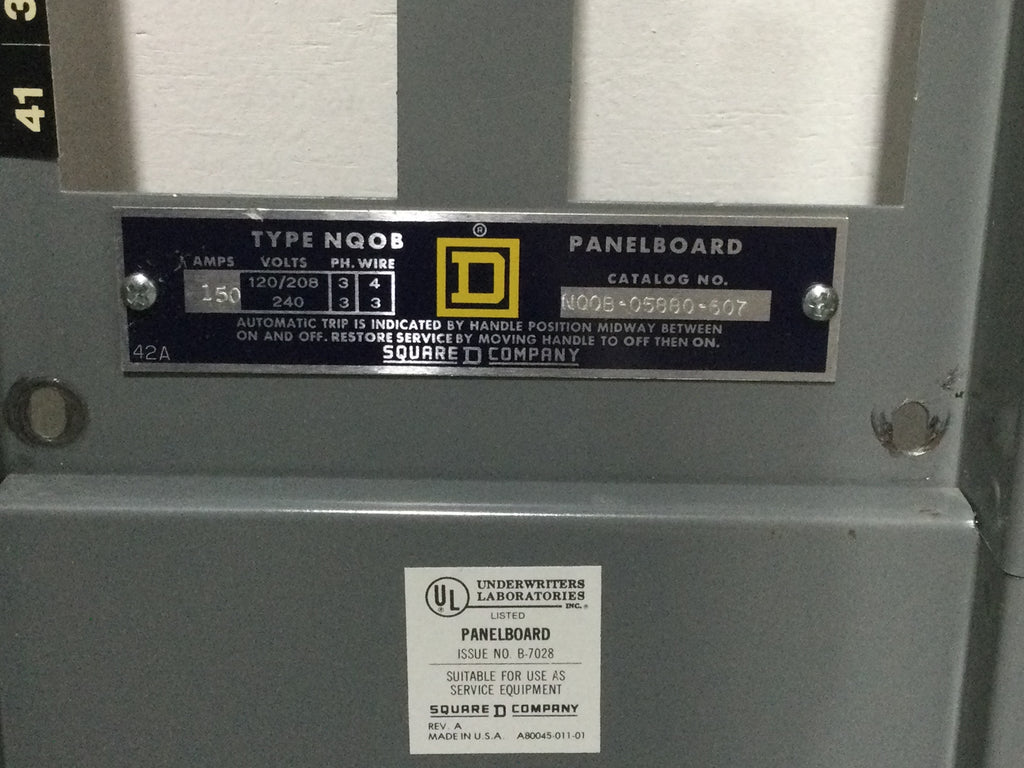 3
41
TYPE NQOB
AMPS VOLTS PH. WIRE
150 120/208 3 4
240 3 3
D
®
PANELBOARD
CATALOG NO.
NQOB-05880-607
AUTOMATIC TRIP IS INDICATED BY HANDLE POSITION MIDWAY BETWEEN
ON AND OFF. RESTORE SERVICE BY MOVING HANDLE TO OFF THEN ON.
42A
SQUARE D COMPANY
UL ® UNDERWRITERS
LABORATORIES
INC. ®
LISTED
PANELBOARD
ISSUE NO. B-7028
SUITABLE FOR USE AS
SERVICE EQUIPMENT
SQUARE D COMPANY
REV. A
MADE IN U.S.A. A80045-011-01